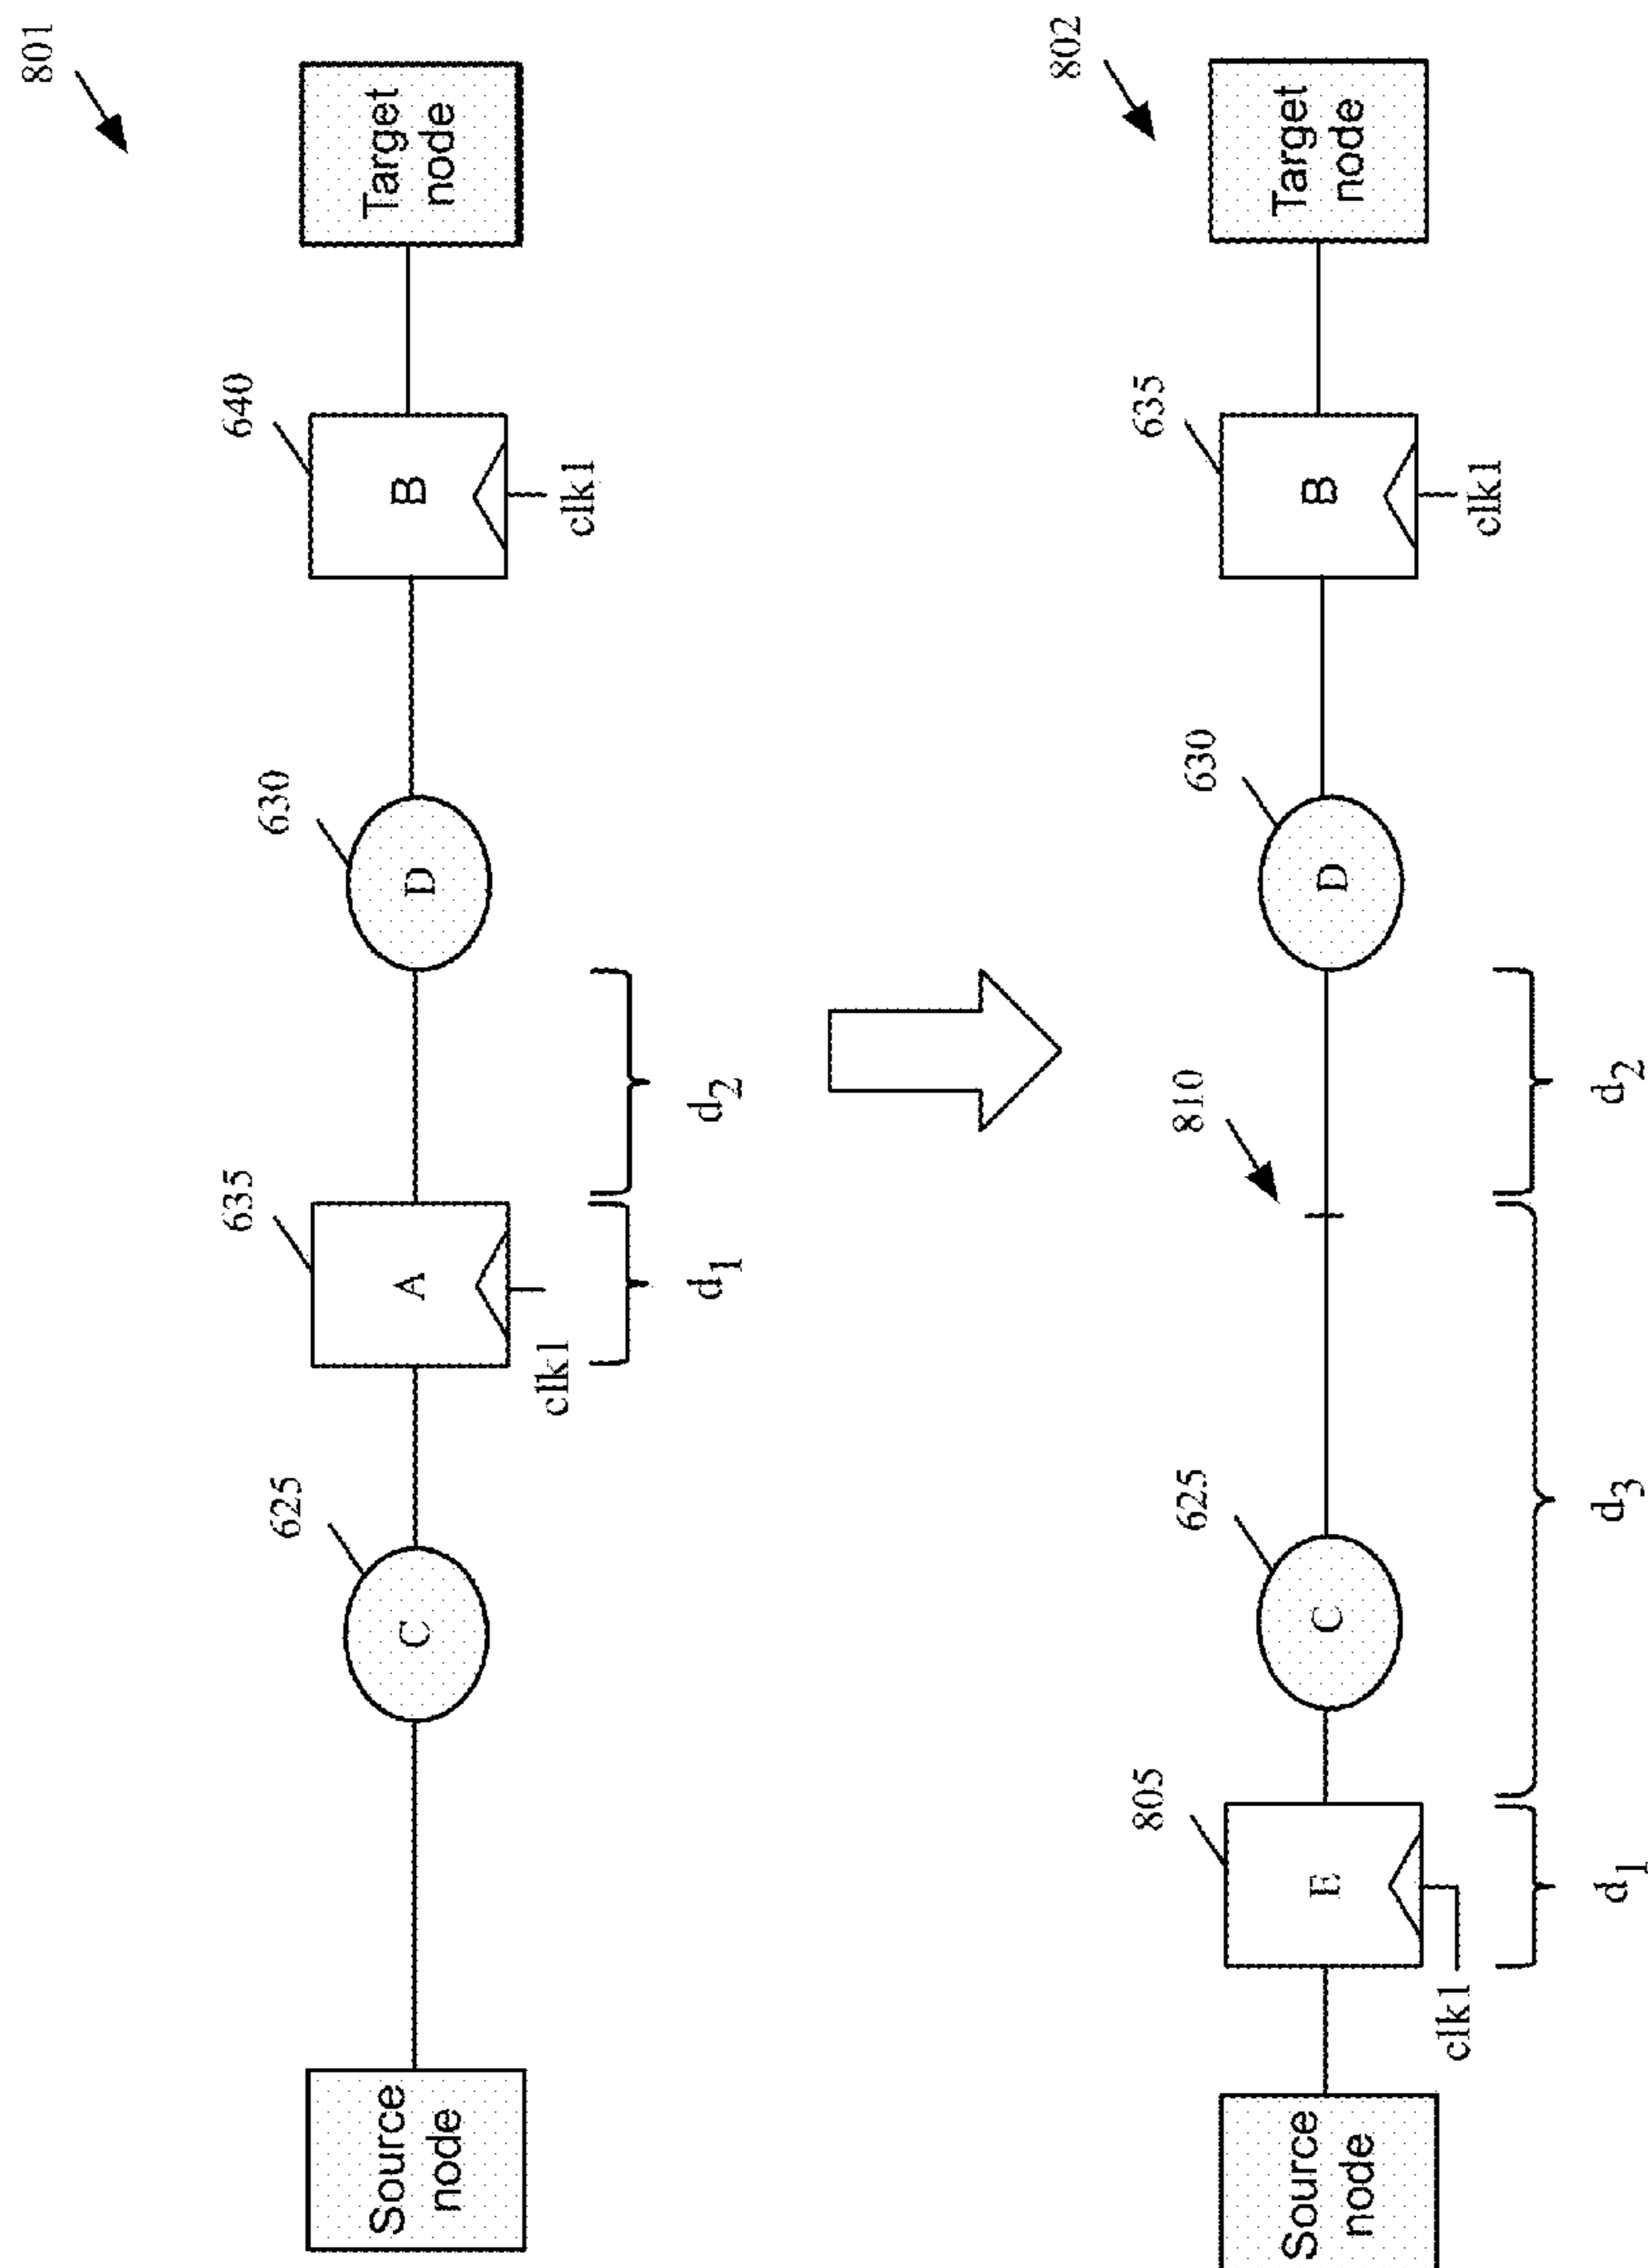 801
Source
node
C
625
A
635
clk1
d1
d2
D
630
B
640
clk1
Target
node
802
Source
node
E
805
clk1
d1
C
625
d3
810
d2
D
630
B
635
clk1
Target
node